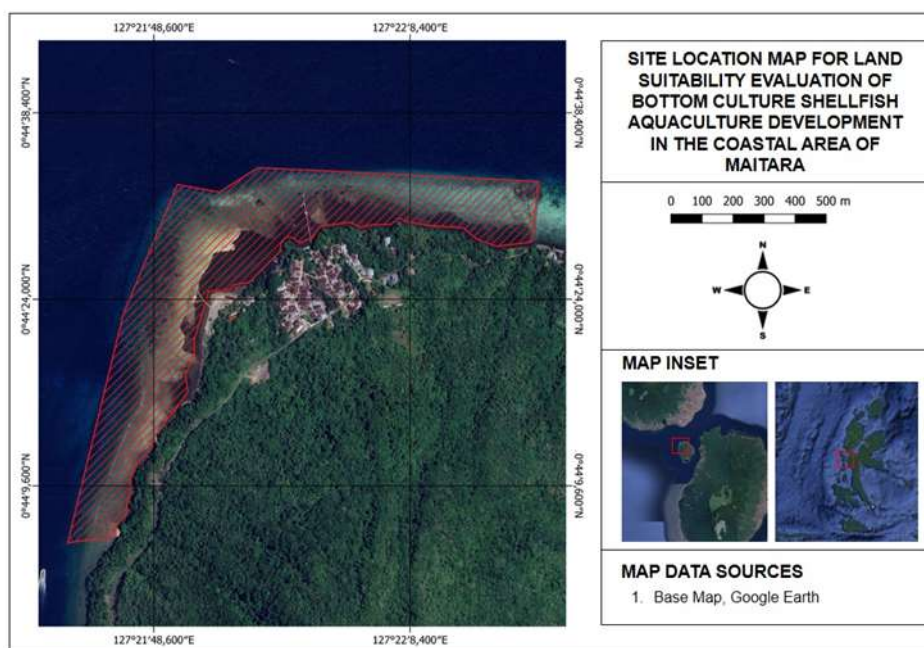 127°21'48,600"E 127°22'8,400"E
0°44'38,400"N 0°44'38,400"N
0°44'24,000"N 0°44'24,000"N
0°44'9,600"N 0°44'9,600"N
127°21'48,600"E 127°22'8,400"E
SITE LOCATION MAP FOR LAND
SUITABILITY EVALUATION OF
BOTTOM CULTURE SHELLFISH
AQUACULTURE DEVELOPMENT
IN THE COASTAL AREA OF
MAITARA
0 100 200 300 400 500 m
N
W E
S
MAP INSET
MAP DATA SOURCES
1. Base Map, Google Earth